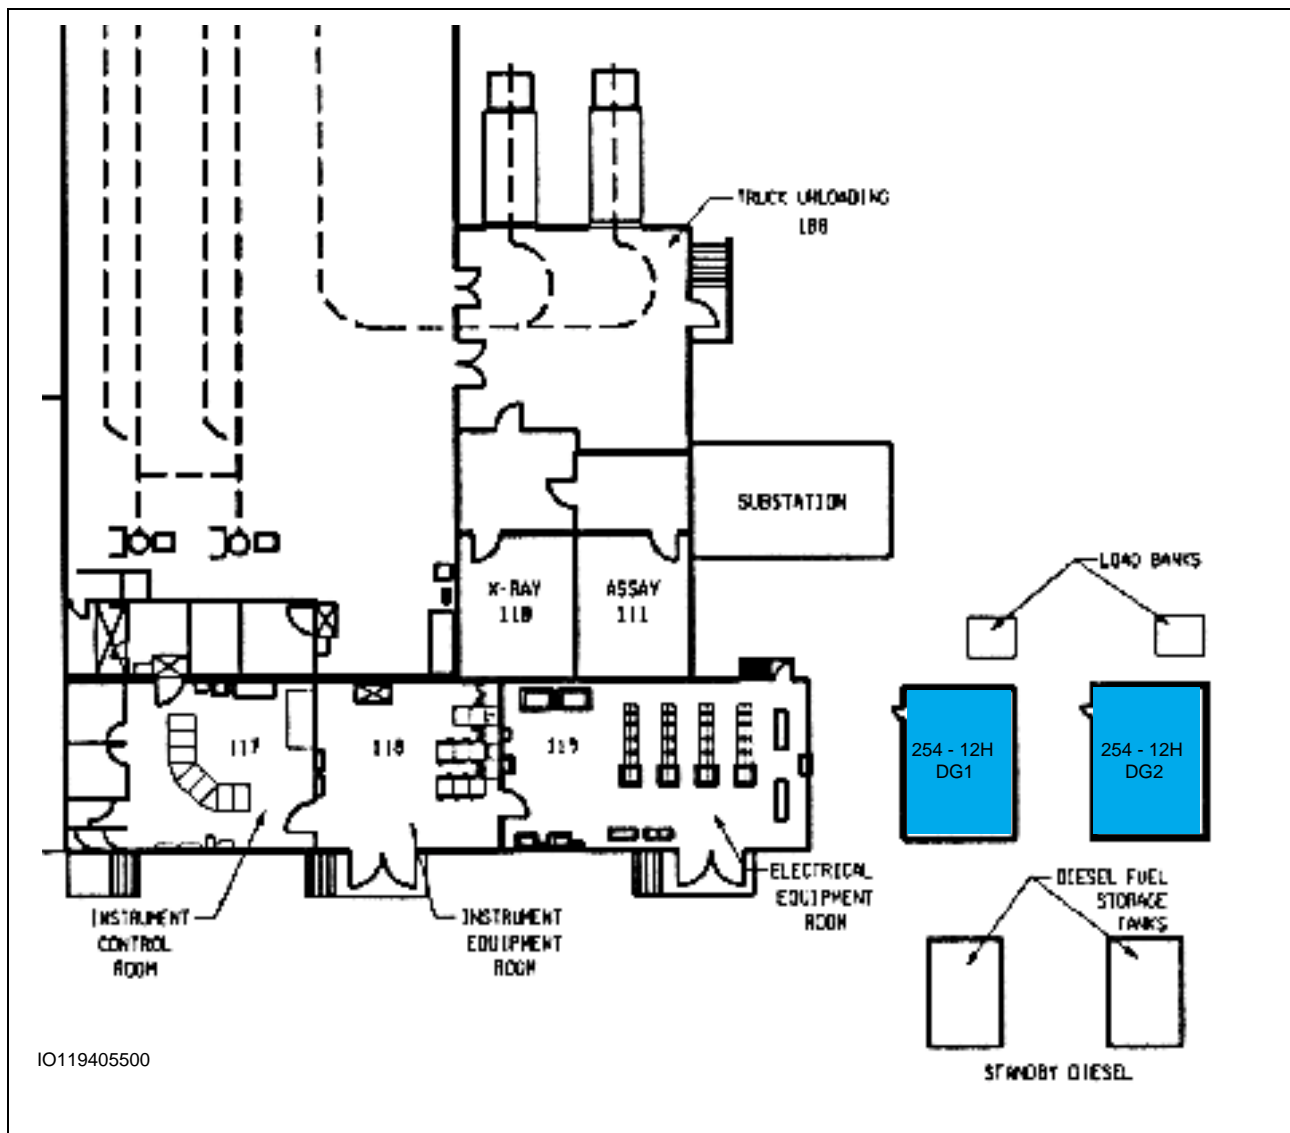 TRUCK UNLOADING
100
SUBSTATION
LOAD BANKS
X-RAY
110
ASSAY
111
117
118
119
254 - 12H
DG1
254 - 12H
DG2
ELECTRICAL
EQUIPMENT
ROOM
DIESEL FUEL
STORAGE
TANKS
INSTRUMENT
CONTROL
ROOM
INSTRUMENT
EQUIPMENT
ROOM
IO119405500
STANDBY DIESEL